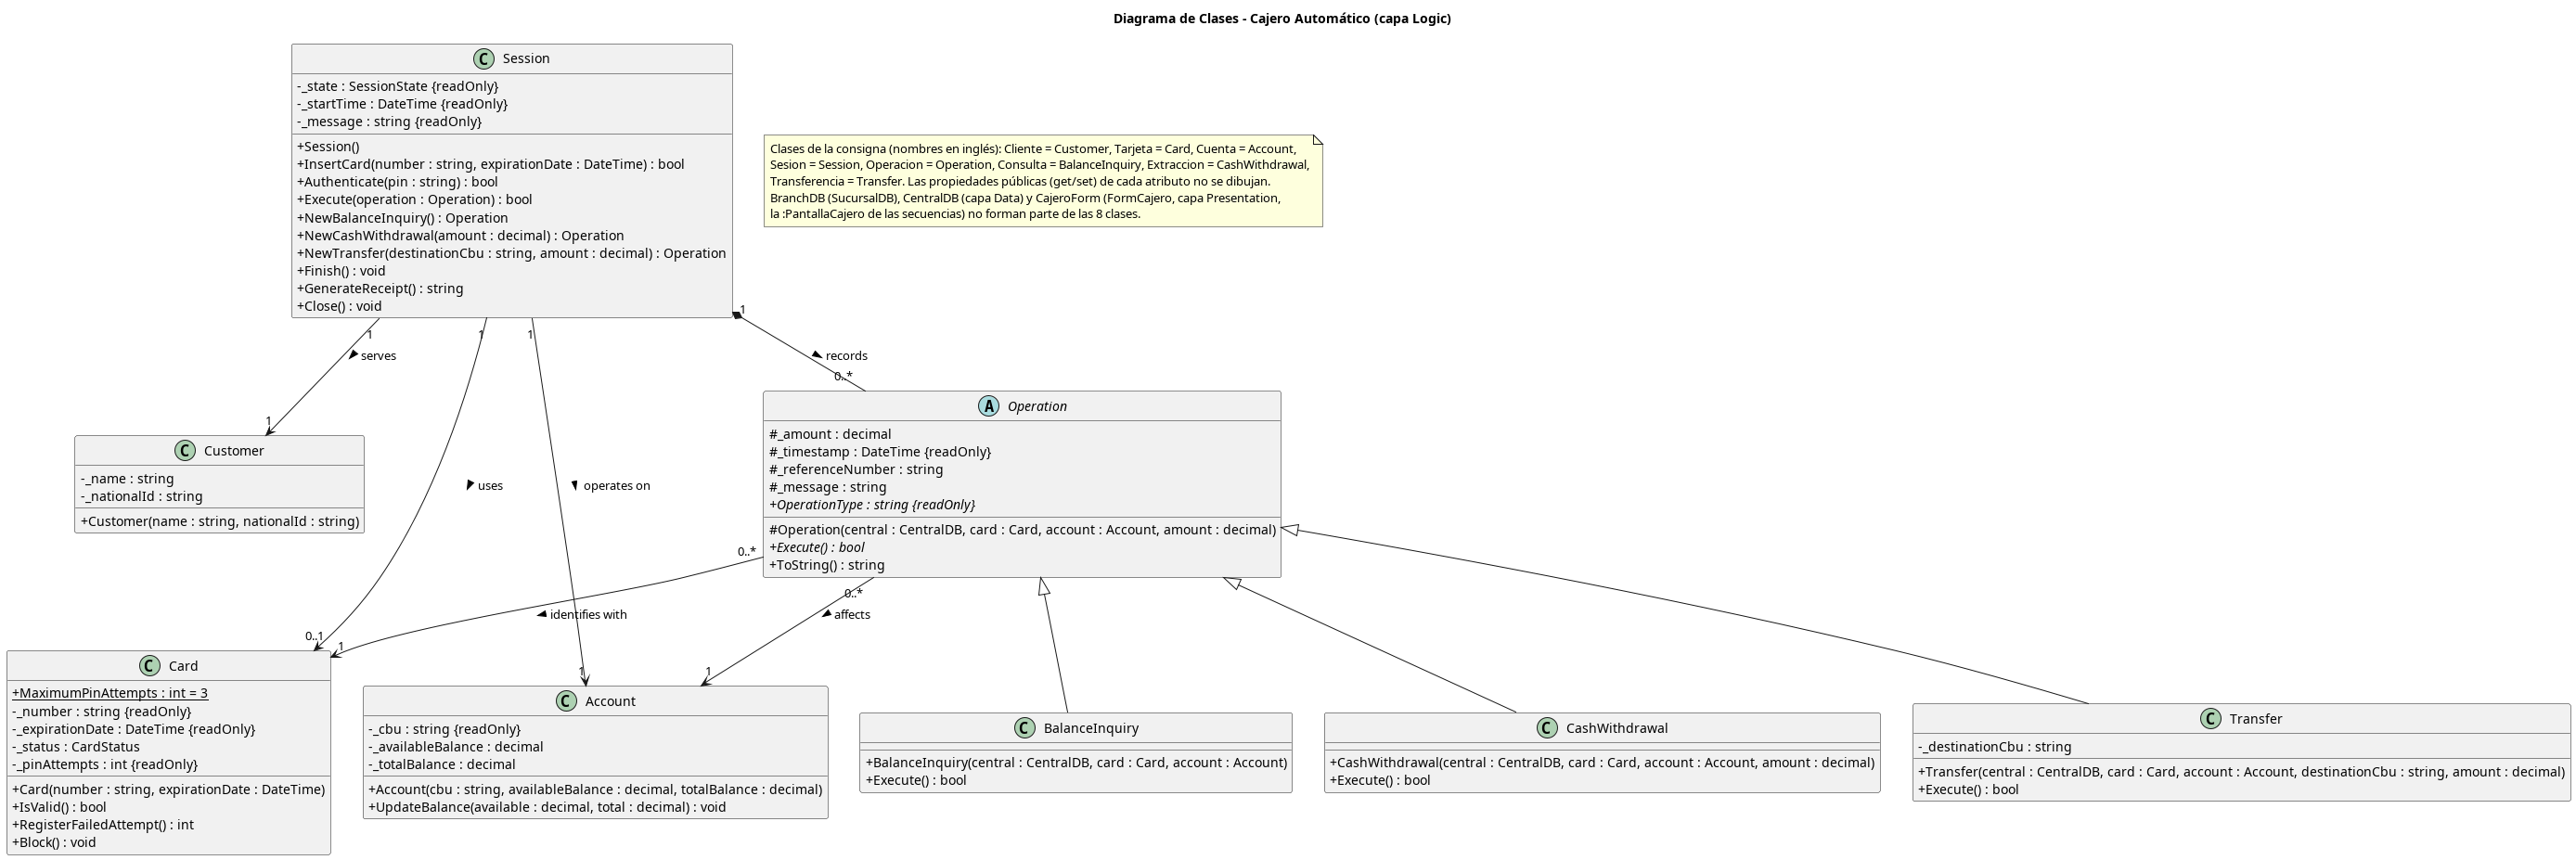 Diagrama de Clases - Cajero Automático (capa Logic)
C Session
-_state : SessionState {readOnly}
-_startTime : DateTime {readOnly}
-_message : string {readOnly}
+Session()
+InsertCard(number : string, expirationDate : DateTime) : bool
+Authenticate(pin : string) : bool
+Execute(operation : Operation) : bool
+NewBalanceInquiry() : Operation
+NewCashWithdrawal(amount : decimal) : Operation
+NewTransfer(destinationCbu : string, amount : decimal) : Operation
+Finish() : void
+GenerateReceipt() : string
+Close() : void
Clases de la consigna (nombres en inglés): Cliente = Customer, Tarjeta = Card, Cuenta = Account,
Sesion = Session, Operacion = Operation, Consulta = BalanceInquiry, Extraccion = CashWithdrawal,
Transferencia = Transfer. Las propiedades públicas (get/set) de cada atributo no se dibujan.
BranchDB (SucursalDB), CentralDB (capa Data) y CajeroForm (FormCajero, capa Presentation,
la :PantallaCajero de las secuencias) no forman parte de las 8 clases.
1
1
1
1
serves
records
0..*
1
uses
operates on
C Customer
-_name : string
-_nationalId : string
+Customer(name : string, nationalId : string)
A Operation
#_amount : decimal
#_timestamp : DateTime {readOnly}
#_referenceNumber : string
#_message : string
+OperationType : string {readOnly}
#Operation(central : CentralDB, card : Card, account : Account, amount : decimal)
+Execute() : bool
+ToString() : string
0..*
0..*
identifies with
affects
0..1
1
1
1
C Card
+MaximumPinAttempts : int = 3
-_number : string {readOnly}
-_expirationDate : DateTime {readOnly}
-_status : CardStatus
-_pinAttempts : int {readOnly}
+Card(number : string, expirationDate : DateTime)
+IsValid() : bool
+RegisterFailedAttempt() : int
+Block() : void
C Account
-_cbu : string {readOnly}
-_availableBalance : decimal
-_totalBalance : decimal
+Account(cbu : string, availableBalance : decimal, totalBalance : decimal)
+UpdateBalance(available : decimal, total : decimal) : void
C BalanceInquiry
+BalanceInquiry(central : CentralDB, card : Card, account : Account)
+Execute() : bool
C CashWithdrawal
+CashWithdrawal(central : CentralDB, card : Card, account : Account, amount : decimal)
+Execute() : bool
C Transfer
-_destinationCbu : string
+Transfer(central : CentralDB, card : Card, account : Account, destinationCbu : string, amount : decimal)
+Execute() : bool